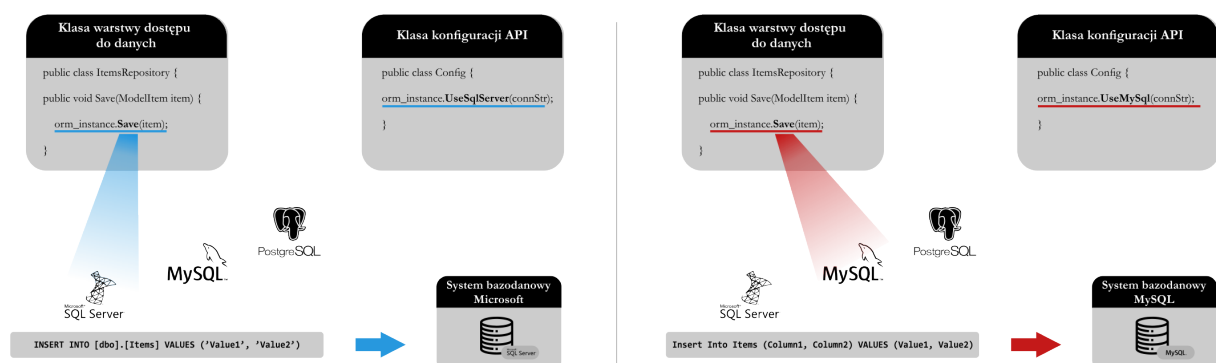 Klasa warstwy dostępu
do danych
public class ItemsRepository {
public void Save(ModelItem item) {
orm_instance.Save(item);
}
Klasa konfiguracji API
public class Config {
orm_instance.UseSqlServer(connStr);
}
PostgreSQL
MySQL
Microsoft
SQL Server
System bazodanowy
Microsoft
SQL Server
INSERT INTO [dbo].[Items] VALUES ('Value1', 'Value2')
Klasa warstwy dostępu
do danych
public class ItemsRepository {
public void Save(ModelItem item) {
orm_instance.Save(item);
}
Klasa konfiguracji API
public class Config {
orm_instance.UseMySql(connStr);
}
PostgreSQL
MySQL
Microsoft
SQL Server
System bazodanowy
MySQL
MySQL
Insert Into Items (Column1, Column2) VALUES (Value1, Value2)